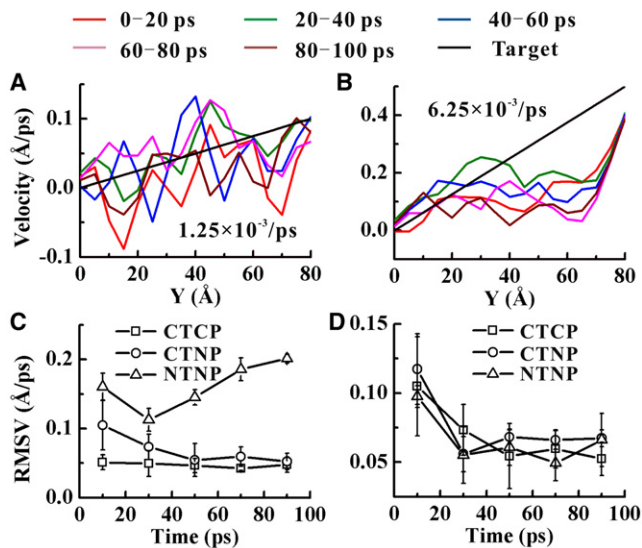 0-20 ps 20-40 ps 40-60 ps
60-80 ps 80-100 ps Target
A B
Velocity (Å/ps)
0.1
0.0
-0.1
1.25×10⁻³/ps
0 20 40 60 80
Y (Å)
0.4
0.2
0.0
6.25×10⁻³/ps
0 20 40 60 80
Y (Å)
C D
RMSV (Å/ps)
0.2
0.1
0.0
CTCP
CTNP
NTNP
0 20 40 60 80 100
Time (ps)
0.15
0.10
0.05
CTCP
CTNP
NTNP
0 20 40 60 80 100
Time (ps)